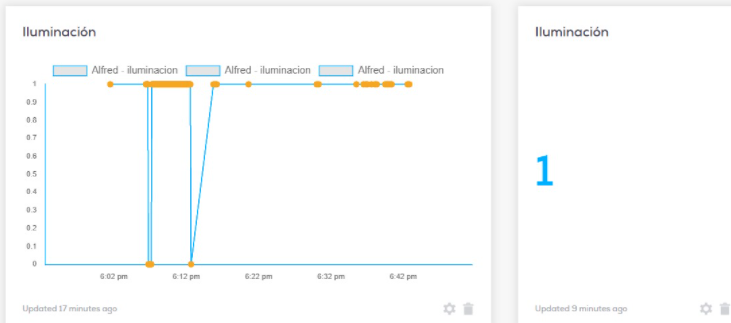 Iluminación
Alfred - iluminacion Alfred - iluminacion Alfred - iluminacion
1
0.9
0.8
0.7
0.6
0.5
0.4
0.3
0.2
0.1
0
6:02 pm 6:12 pm 6:22 pm 6:32 pm 6:42 pm
Updated 17 minutes ago
Iluminación
1
Updated 9 minutes ago